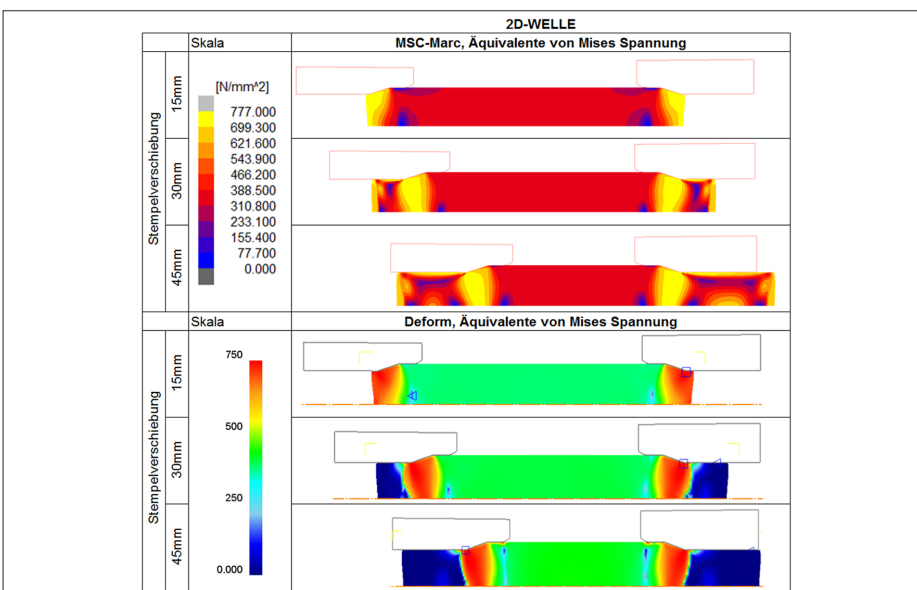 2D-WELLE
Skala
MSC-Marc, Äquivalente von Mises Spannung
Stempelverschiebung
15mm
30mm
45mm
[N/mm^2]
777.000
699.300
621.600
543.900
466.200
388.500
310.800
233.100
155.400
77.700
0.000
Skala
Deform, Äquivalente von Mises Spannung
Stempelverschiebung
15mm
30mm
45mm
750
500
250
0.000